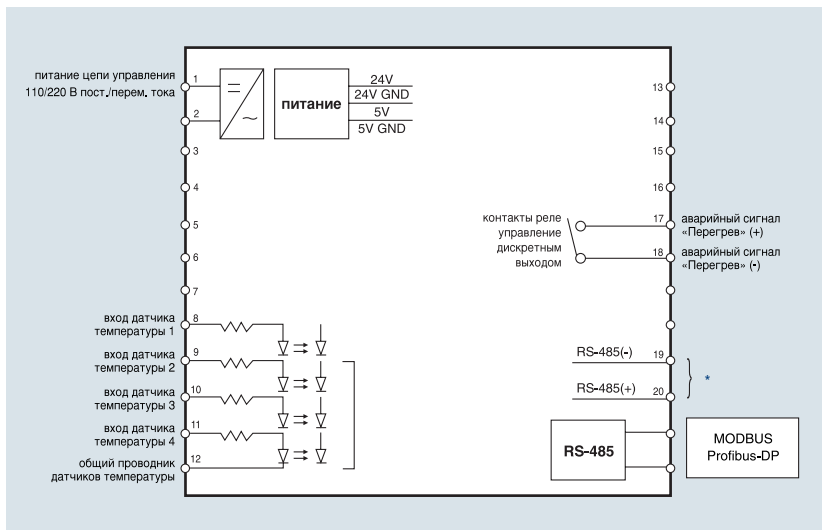 питание цепи управления
110/220 В пост./перем. тока
1
2
3
4
5
6
7
питание
24V
24V GND
5V
5V GND
13
14
15
16
контакты реле
управление
дискретным
выходом
17
аварийный сигнал
«Перегрев» (+)
18
аварийный сигнал
«Перегрев» (-)
вход датчика
температуры 1
8
вход датчика
температуры 2
9
вход датчика
температуры 3
10
вход датчика
температуры 4
11
общий проводник
датчиков температуры
12
RS-485(-)
19
RS-485(+)
20
*
RS-485
MODBUS
Profibus-DP